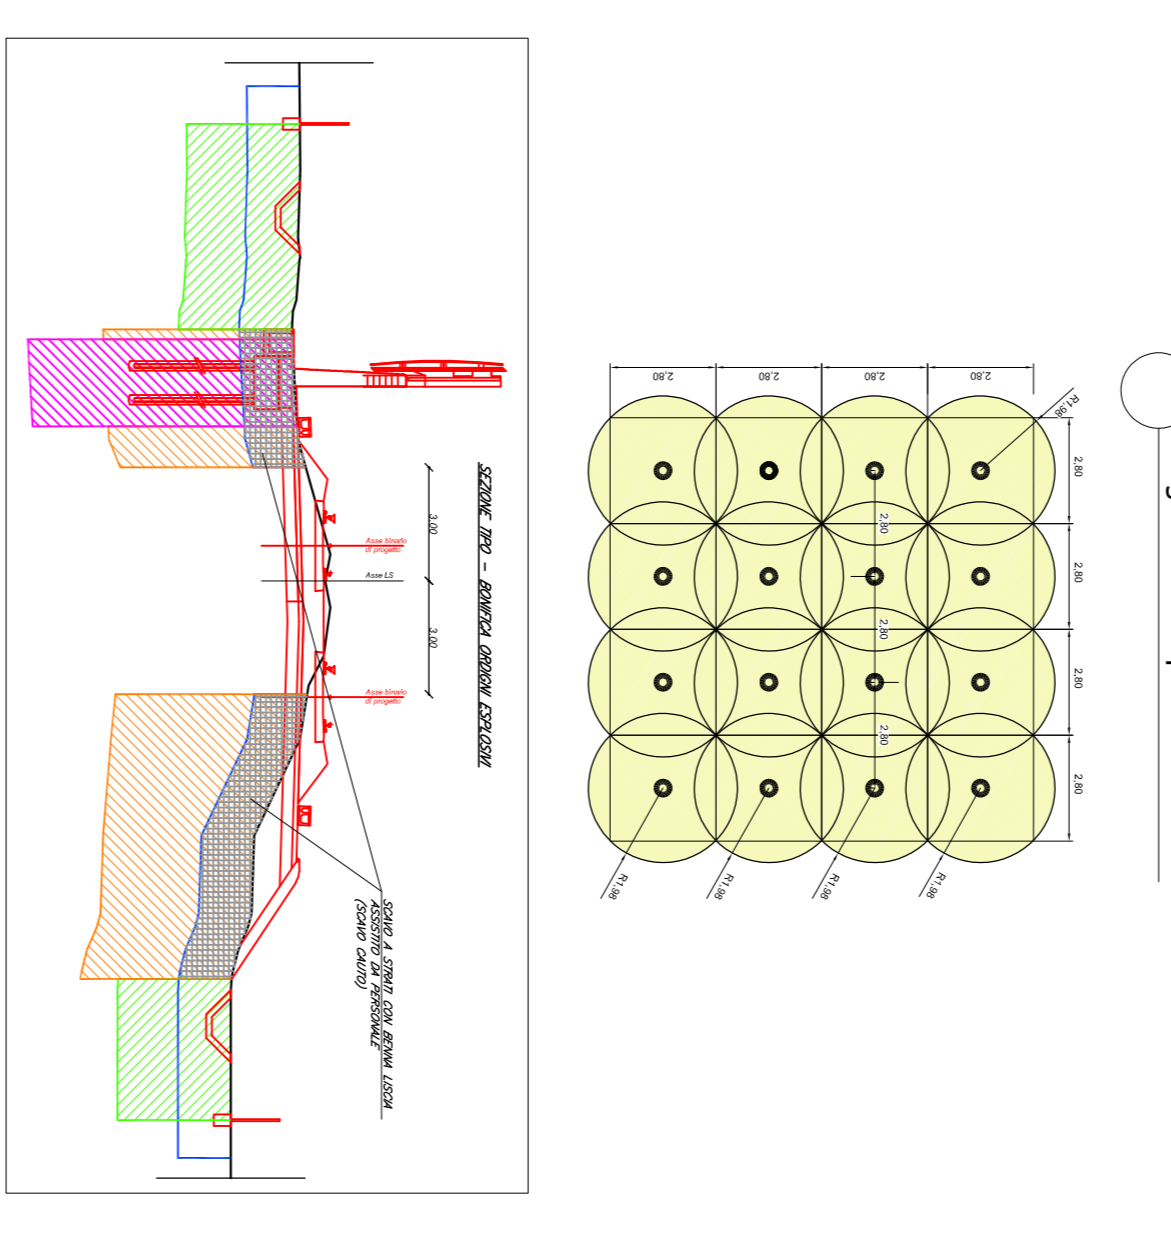 SEZIONE TIPO - BONIFICA ORDIGNI ESPLOSIVI
3.00
3.00
Asse binario
di progetto
Asse LS
Asse binario
di progetto
SCAVO A STRATI CON BENNA LISCIA
ASSISTITO DA PERSONALE
(SCAVO CAUTO)
2,80
2,80
2,80
2,80
R1,98
2,80
2,80
2,80
2,80
2,80
2,80
2,80
R1,98
R1,98
R1,98
R1,98